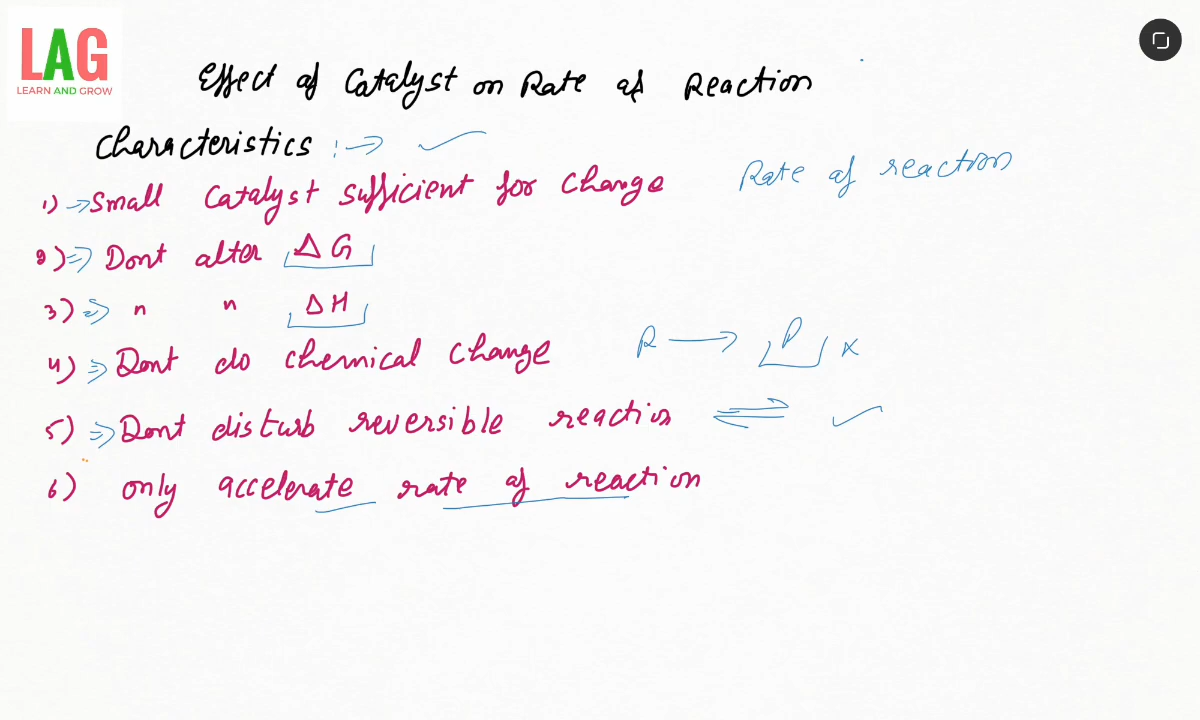 LAG
LEARN AND GROW
Effect of Catalyst on Rate of Reaction
Characteristics :→
1) → Small Catalyst sufficient for Change Rate of reaction
2) ⇒ Dont alter ΔG
3) ⇒ " " ΔH
4) ⇒ Dont do chemical Change R → P x
5) ⇒ Dont disturb reversible reaction ⇌
6) only accelerate rate of reaction